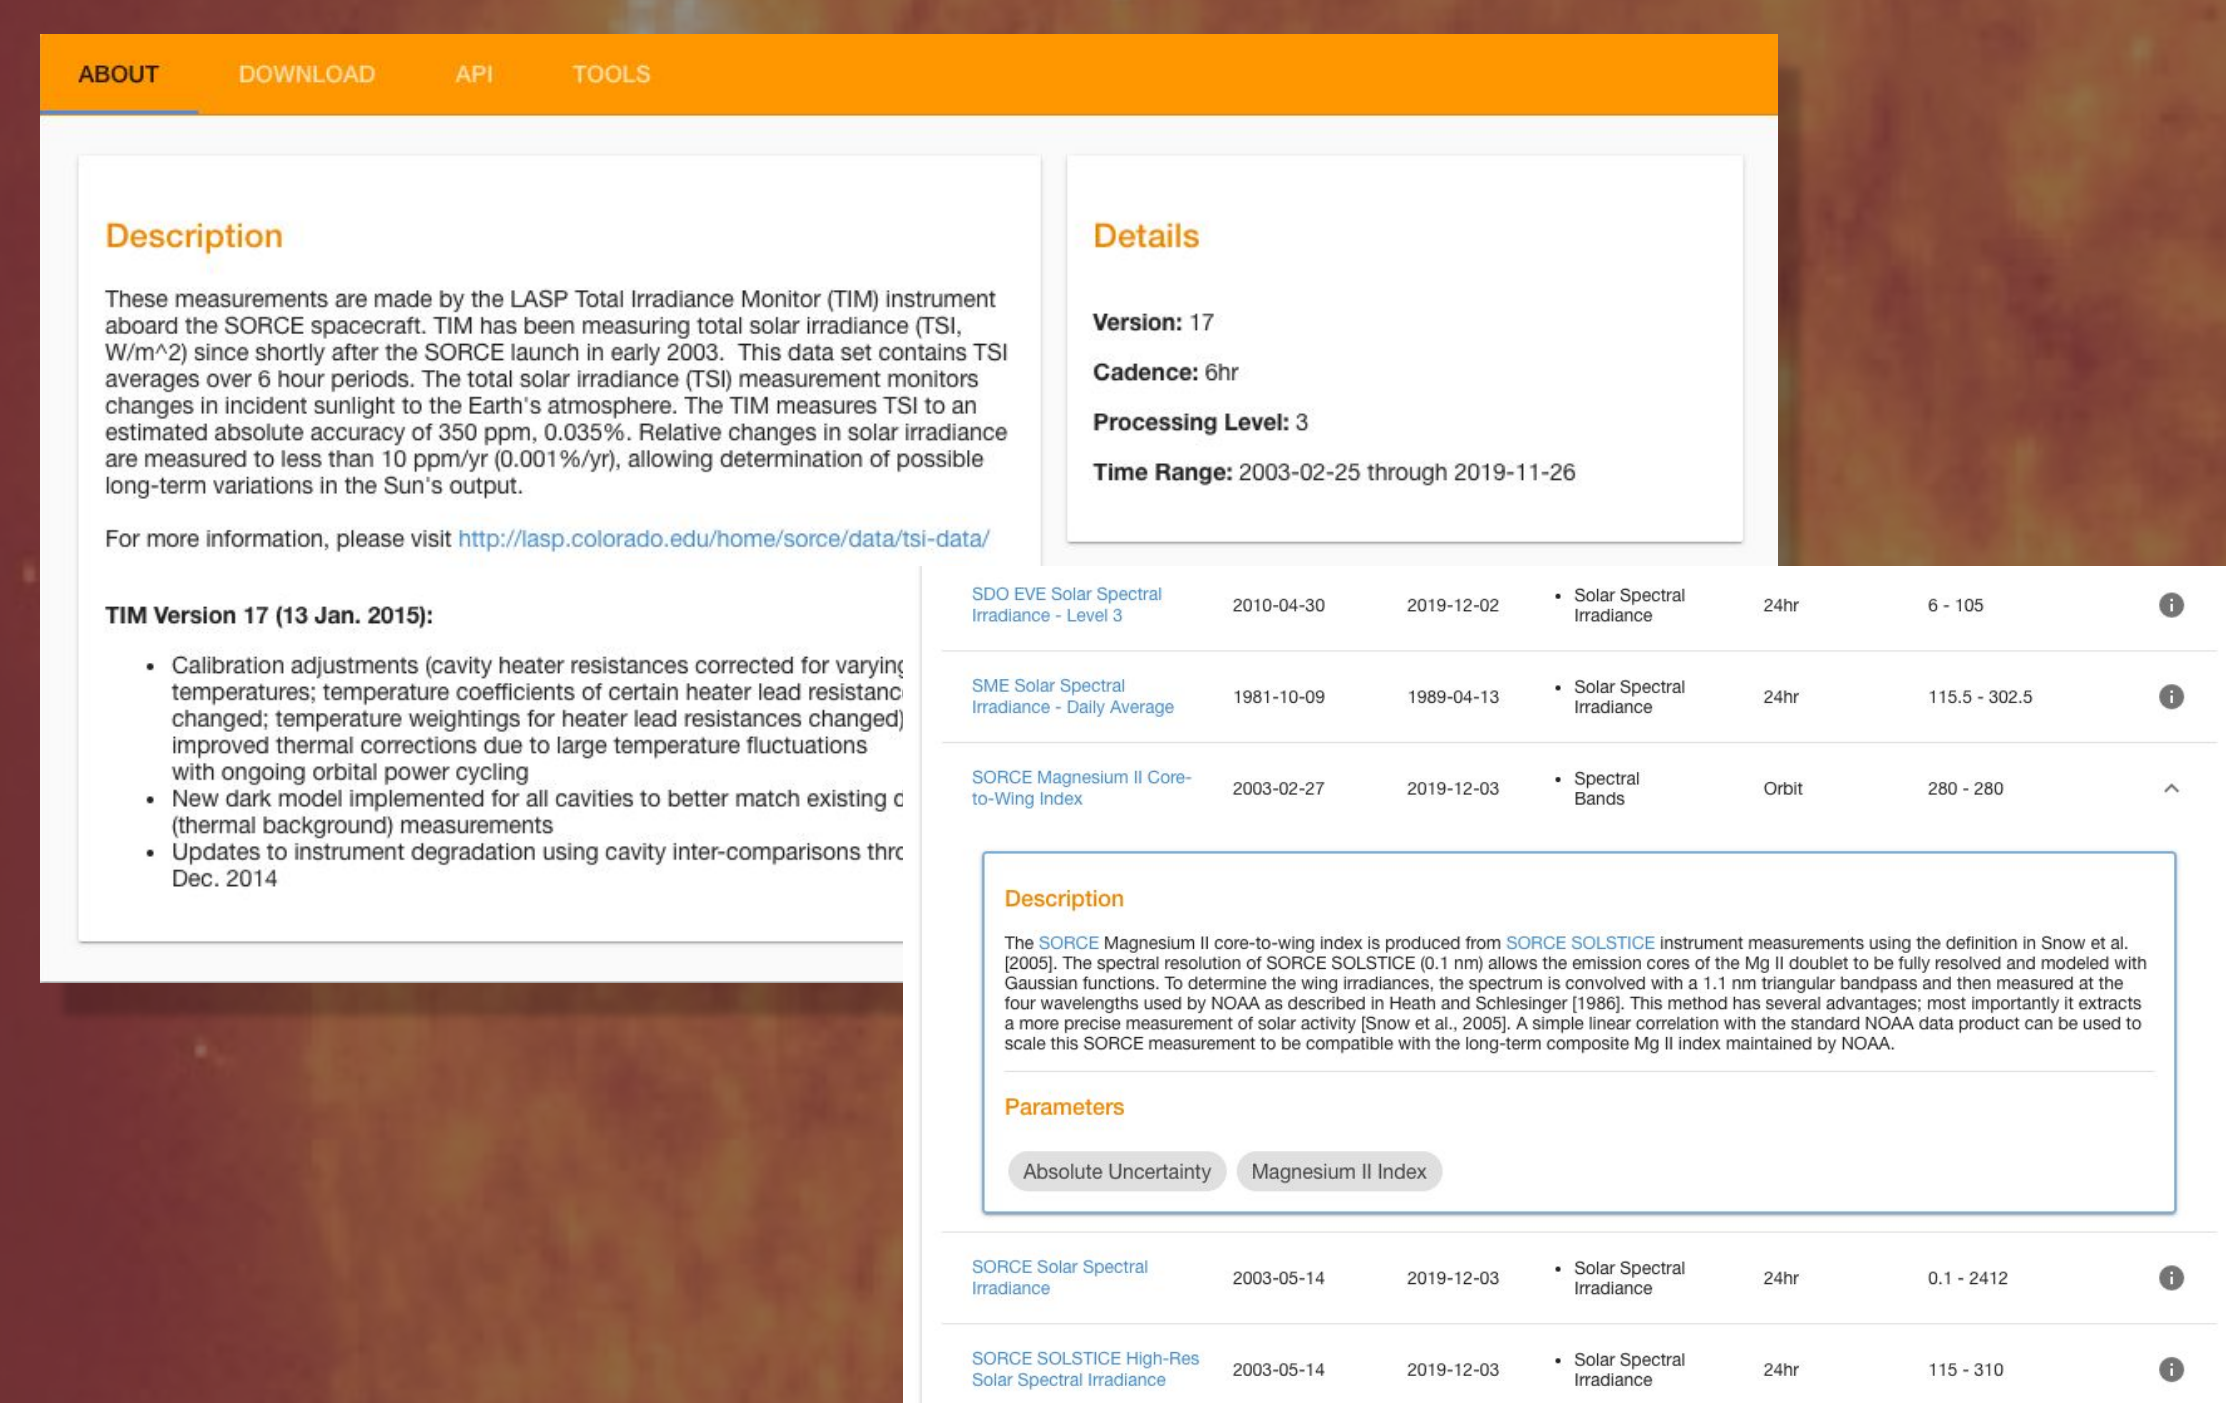 ABOUT DOWNLOAD API TOOLS
Description
These measurements are made by the LASP Total Irradiance Monitor (TIM) instrument
aboard the SORCE spacecraft. TIM has been measuring total solar irradiance (TSI,
W/m^2) since shortly after the SORCE launch in early 2003.  This data set contains TSI
averages over 6 hour periods. The total solar irradiance (TSI) measurement monitors
changes in incident sunlight to the Earth's atmosphere. The TIM measures TSI to an
estimated absolute accuracy of 350 ppm, 0.035%. Relative changes in solar irradiance
are measured to less than 10 ppm/yr (0.001%/yr), allowing determination of possible
long-term variations in the Sun's output.
For more information, please visit http://lasp.colorado.edu/home/sorce/data/tsi-data/
TIM Version 17 (13 Jan. 2015):
• Calibration adjustments (cavity heater resistances corrected for varying
temperatures; temperature coefficients of certain heater lead resistanc
changed; temperature weightings for heater lead resistances changed)
improved thermal corrections due to large temperature fluctuations
with ongoing orbital power cycling
• New dark model implemented for all cavities to better match existing
(thermal background) measurements
• Updates to instrument degradation using cavity inter-comparisons thr
Dec. 2014
Details
Version: 17
Cadence: 6hr
Processing Level: 3
Time Range: 2003-02-25 through 2019-11-26
SDO EVE Solar Spectral
Irradiance - Level 3
2010-04-30
2019-12-02
• Solar Spectral
Irradiance
24hr
6 - 105
SME Solar Spectral
Irradiance - Daily Average
1981-10-09
1989-04-13
• Solar Spectral
Irradiance
24hr
115.5 - 302.5
SORCE Magnesium II Core-
to-Wing Index
2003-02-27
2019-12-03
• Spectral
Bands
Orbit
280 - 280
Description
The SORCE Magnesium II core-to-wing index is produced from SORCE SOLSTICE instrument measurements using the definition in Snow et al.
[2005]. The spectral resolution of SORCE SOLSTICE (0.1 nm) allows the emission cores of the Mg II doublet to be fully resolved and modeled with
Gaussian functions. To determine the wing irradiances, the spectrum is convolved with a 1.1 nm triangular bandpass and then measured at the
four wavelengths used by NOAA as described in Heath and Schlesinger [1986]. This method has several advantages; most importantly it extracts
a more precise measurement of solar activity [Snow et al., 2005]. A simple linear correlation with the standard NOAA data product can be used to
scale this SORCE measurement to be compatible with the long-term composite Mg II index maintained by NOAA.
Parameters
Absolute Uncertainty
Magnesium II Index
SORCE Solar Spectral
Irradiance
2003-05-14
2019-12-03
• Solar Spectral
Irradiance
24hr
0.1 - 2412
SORCE SOLSTICE High-Res
Solar Spectral Irradiance
2003-05-14
2019-12-03
• Solar Spectral
Irradiance
24hr
115 - 310